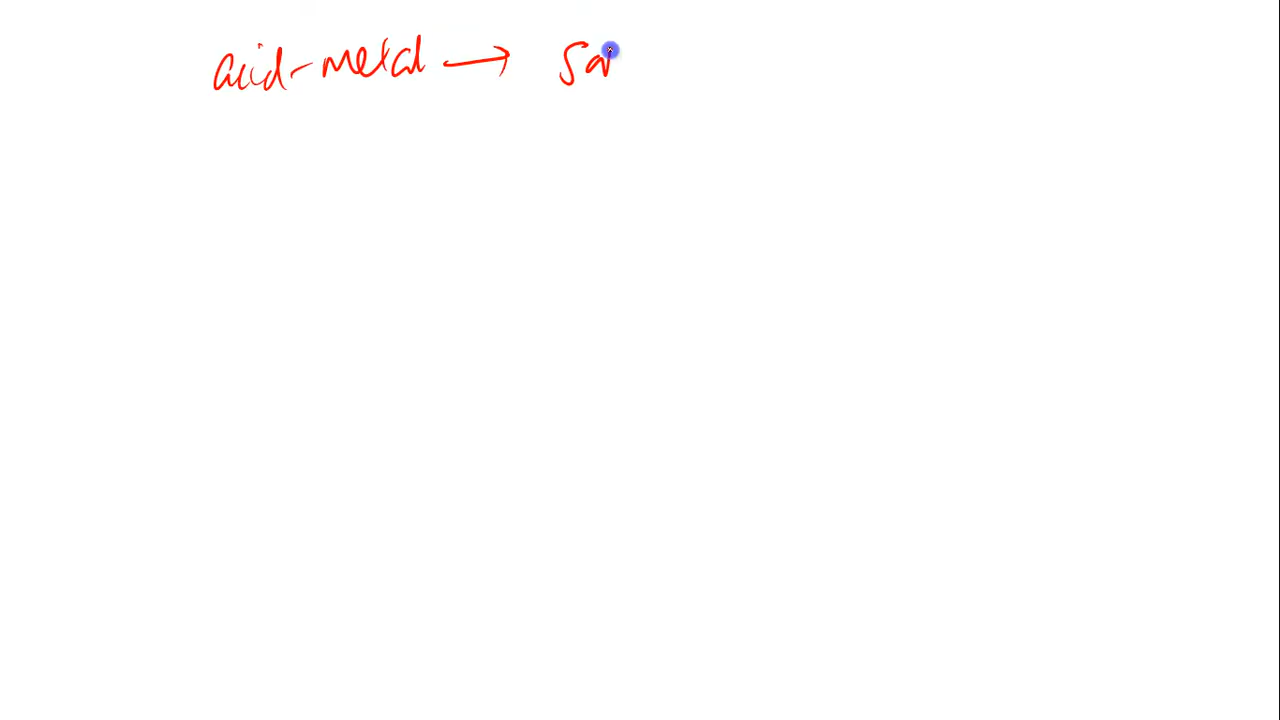 acid-metal → sa